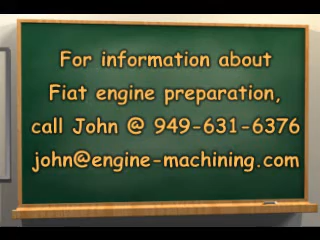 For information about
Fiat engine preparation,
call John @ 949-631-6376
john@engine-machining.com